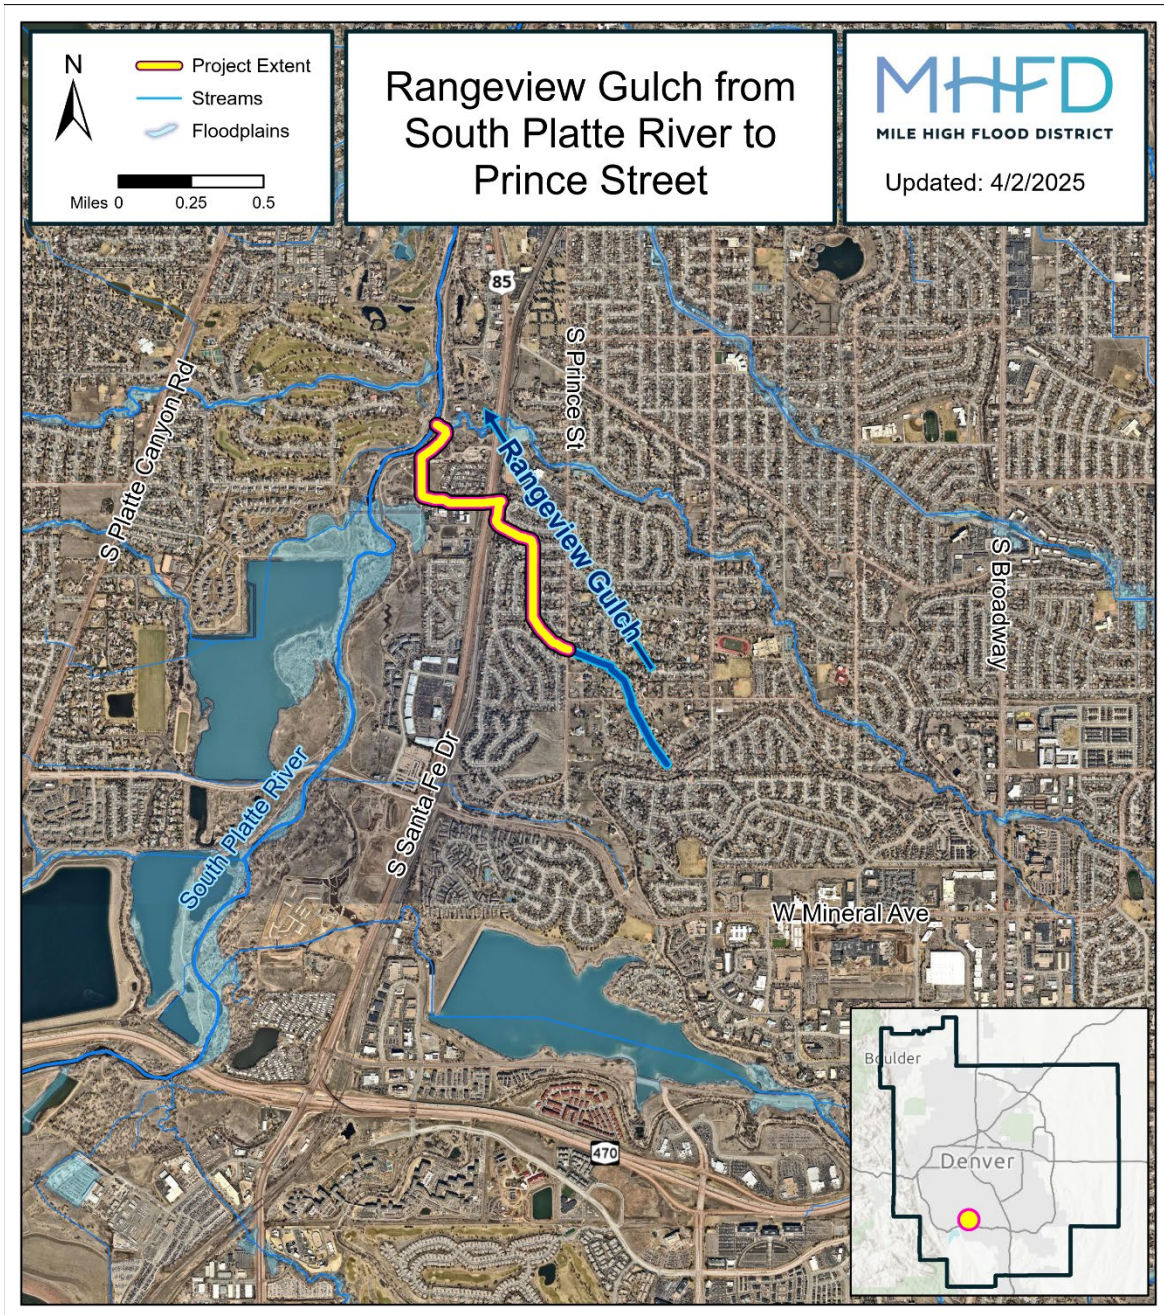 N
Project Extent
Streams
Floodplains
Miles 0 0.25 0.5
Rangeview Gulch from
South Platte River to
Prince Street
MHFD
MILE HIGH FLOOD DISTRICT
Updated: 4/2/2025
85
S Prince St
S Platte Canyon Rd
Rangeview Gulch
S Broadway
South Platte River
S Santa Fe Dr
W Mineral Ave
470
Boulder
Denver